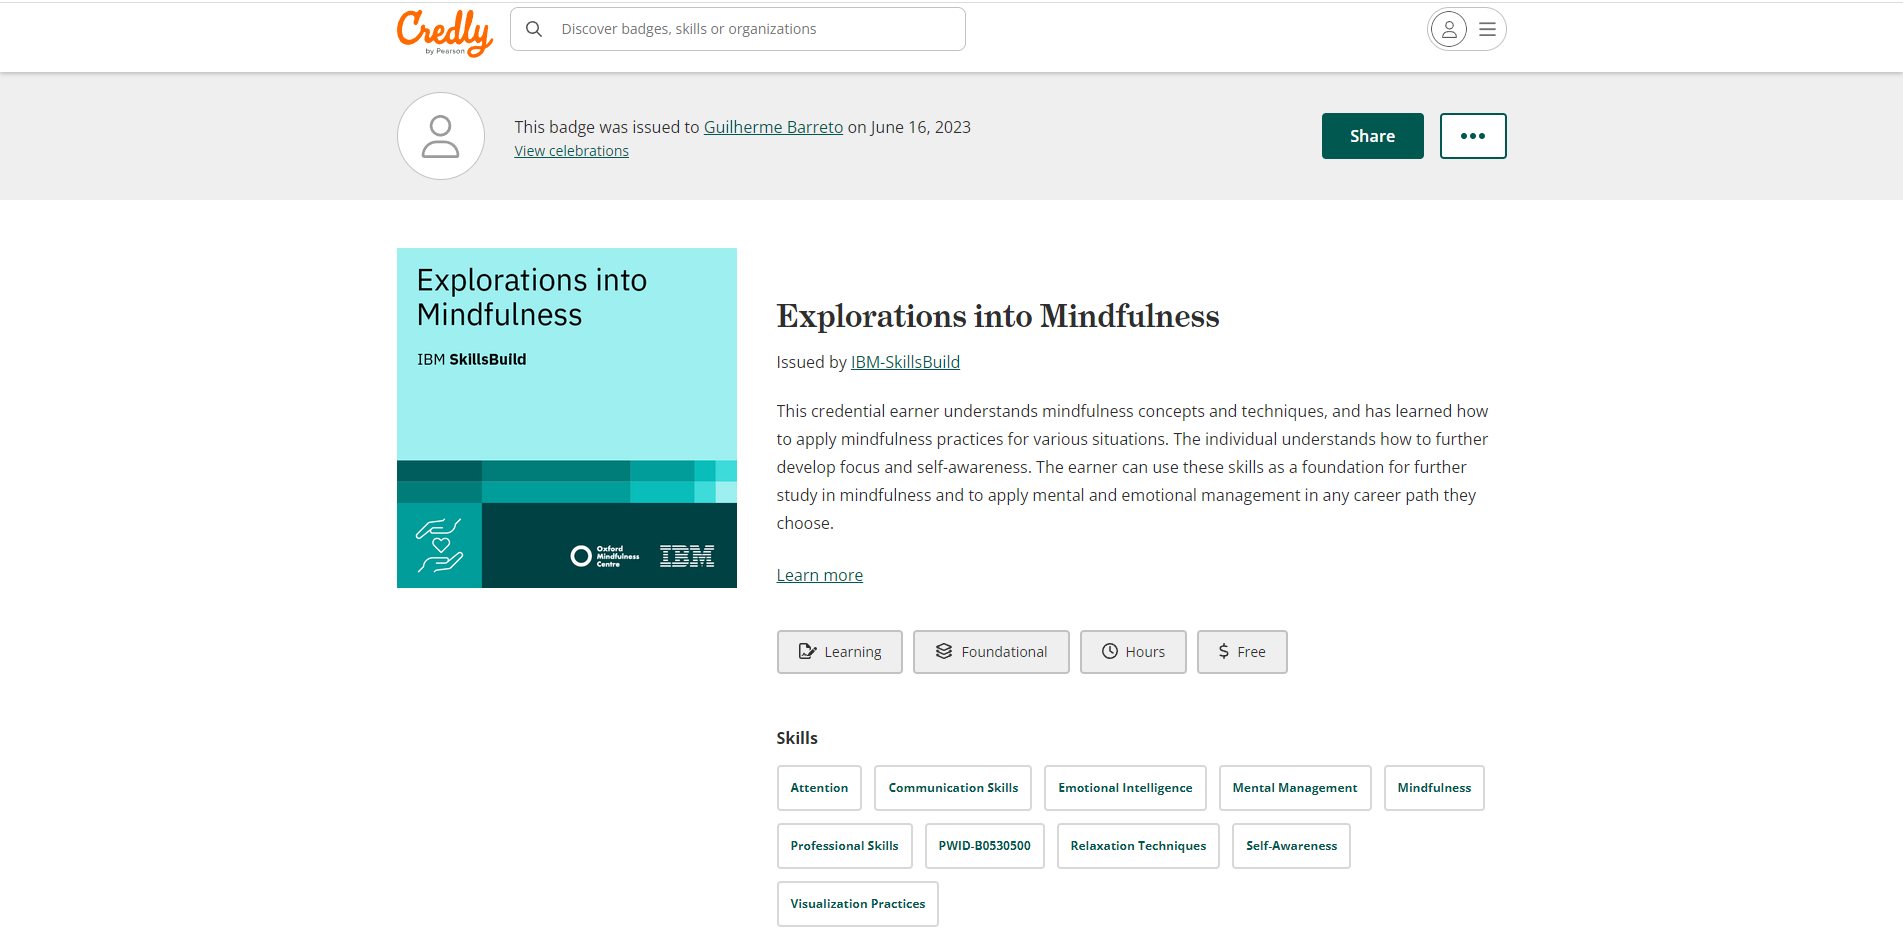 Credly
by Pearson
Discover badges, skills or organizations
This badge was issued to Guilherme Barreto on June 16, 2023
View celebrations
Share
•••
Explorations into
Mindfulness
IBM SkillsBuild
Oxford
Mindfulness
Centre
IBM
Explorations into Mindfulness
Issued by IBM-SkillsBuild
This credential earner understands mindfulness concepts and techniques, and has learned how
to apply mindfulness practices for various situations. The individual understands how to further
develop focus and self-awareness. The earner can use these skills as a foundation for further
study in mindfulness and to apply mental and emotional management in any career path they
choose.
Learn more
Learning
Foundational
Hours
$ Free
Skills
Attention
Communication Skills
Emotional Intelligence
Mental Management
Mindfulness
Professional Skills
PWID-B0530500
Relaxation Techniques
Self-Awareness
Visualization Practices